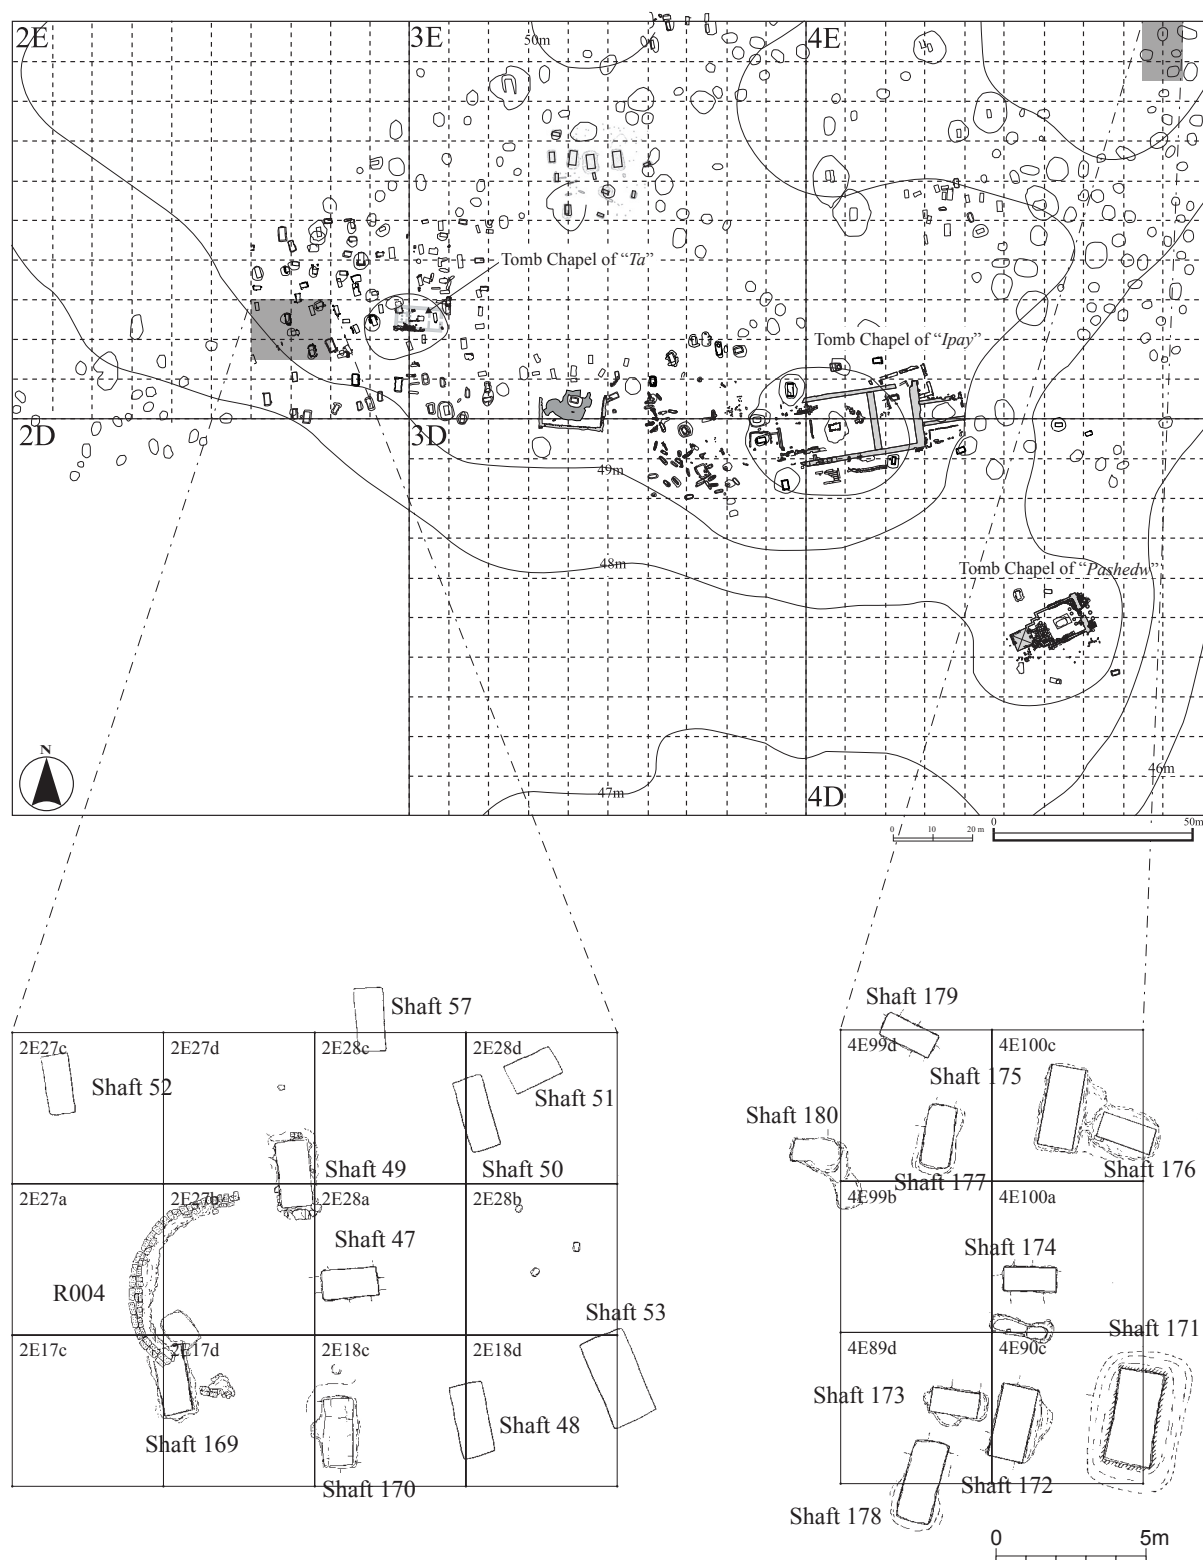 2E
3E
4E
50m
Tomb Chapel of “Ta”
Tomb Chapel of “Ipay”
2D
3D
49m
48m
Tomb Chapel of “Pashedw”
N
47m
46m
4D
0 10 20 m
0 50m
Shaft 57
Shaft 179
2E27c
2E27d
2E28c
2E28d
4E99d
4E100c
Shaft 52
Shaft 51
Shaft 175
Shaft 180
Shaft 49
Shaft 50
Shaft 177
Shaft 176
2E27a
2E27b
2E28a
2E28b
4E99b
4E100a
Shaft 47
Shaft 174
R004
Shaft 53
Shaft 171
2E17c
2E17d
2E18c
2E18d
4E89d
4E90c
Shaft 173
Shaft 48
Shaft 169
Shaft 170
Shaft 172
Shaft 178
0 5m